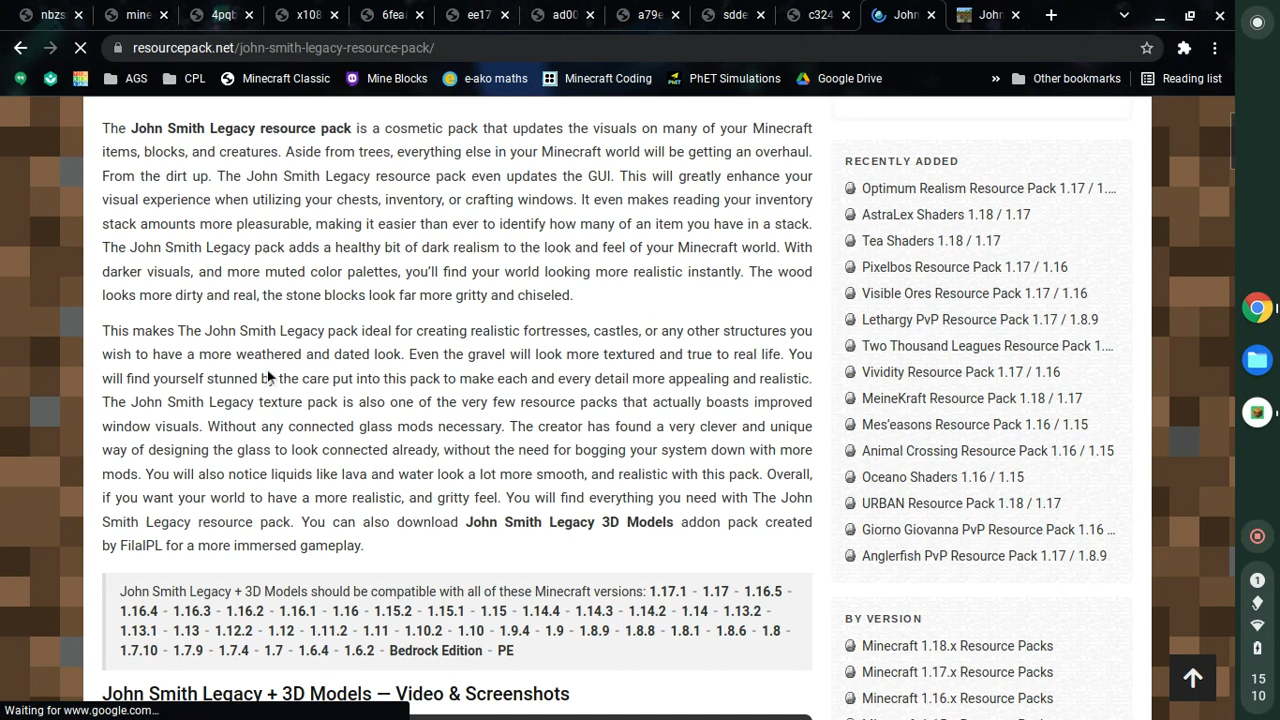 nbzs
mine
4pqb
x108
6fea
ee17
ad00
a79e
sdde
c324
John
John
resourcepack.net/john-smith-legacy-resource-pack/
AGS
CPL
Minecraft Classic
Mine Blocks
e-ako maths
Minecraft Coding
PhET Simulations
Google Drive
»
Other bookmarks
Reading list
The John Smith Legacy resource pack is a cosmetic pack that updates the visuals on many of your Minecraft
items, blocks, and creatures. Aside from trees, everything else in your Minecraft world will be getting an overhaul.
From the dirt up. The John Smith Legacy resource pack even updates the GUI. This will greatly enhance your
visual experience when utilizing your chests, inventory, or crafting windows. It even makes reading your inventory
stack amounts more pleasurable, making it easier than ever to identify how many of an item you have in a stack.
The John Smith Legacy pack adds a healthy bit of dark realism to the look and feel of your Minecraft world. With
darker visuals, and more muted color palettes, you'll find your world looking more realistic instantly. The wood
looks more dirty and real, the stone blocks look far more gritty and chiseled.
This makes The John Smith Legacy pack ideal for creating realistic fortresses, castles, or any other structures you
wish to have a more weathered and dated look. Even the gravel will look more textured and true to real life. You
will find yourself stunned by the care put into this pack to make each and every detail more appealing and realistic.
The John Smith Legacy texture pack is also one of the very few resource packs that actually boasts improved
window visuals. Without any connected glass mods necessary. The creator has found a very clever and unique
way of designing the glass to look connected already, without the need for bogging your system down with more
mods. You will also notice liquids like lava and water look a lot more smooth, and realistic with this pack. Overall,
if you want your world to have a more realistic, and gritty feel. You will find everything you need with The John
Smith Legacy resource pack. You can also download John Smith Legacy 3D Models addon pack created
by FilalPL for a more immersed gameplay.
John Smith Legacy + 3D Models should be compatible with all of these Minecraft versions: 1.17.1 - 1.17 - 1.16.5 -
1.16.4 - 1.16.3 - 1.16.2 - 1.16.1 - 1.16 - 1.15.2 - 1.15.1 - 1.15 - 1.14.4 - 1.14.3 - 1.14.2 - 1.14 - 1.13.2 -
1.13.1 - 1.13 - 1.12.2 - 1.12 - 1.11.2 - 1.11 - 1.10.2 - 1.10 - 1.9.4 - 1.9 - 1.8.9 - 1.8.8 - 1.8.1 - 1.8.6 - 1.8 -
1.7.10 - 1.7.9 - 1.7.4 - 1.7 - 1.6.4 - 1.6.2 - Bedrock Edition - PE
John Smith Legacy + 3D Models — Video & Screenshots
RECENTLY ADDED
Optimum Realism Resource Pack 1.17 / 1....
AstraLex Shaders 1.18 / 1.17
Tea Shaders 1.18 / 1.17
Pixelbos Resource Pack 1.17 / 1.16
Visible Ores Resource Pack 1.17 / 1.16
Lethargy PvP Resource Pack 1.17 / 1.8.9
Two Thousand Leagues Resource Pack 1....
Vividity Resource Pack 1.17 / 1.16
MeineKraft Resource Pack 1.18 / 1.17
Mes'easons Resource Pack 1.16 / 1.15
Animal Crossing Resource Pack 1.16 / 1.15
Oceano Shaders 1.16 / 1.15
URBAN Resource Pack 1.18 / 1.17
Giorno Giovanna PvP Resource Pack 1.16 ...
Anglerfish PvP Resource Pack 1.17 / 1.8.9
BY VERSION
Minecraft 1.18.x Resource Packs
Minecraft 1.17.x Resource Packs
Minecraft 1.16.x Resource Packs
Waiting for www.google.com...
1
15
10